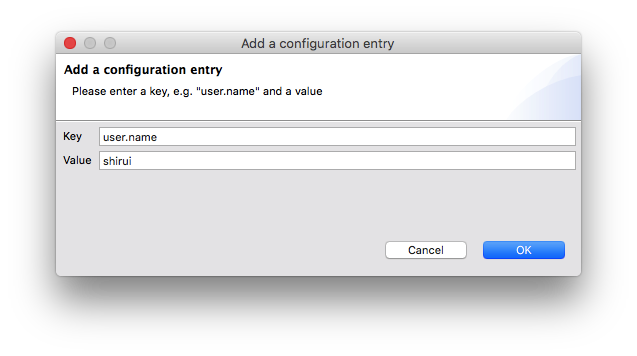 Add a configuration entry
Add a configuration entry
Please enter a key, e.g. "user.name" and a value
Key user.name
Value shirui
Cancel OK